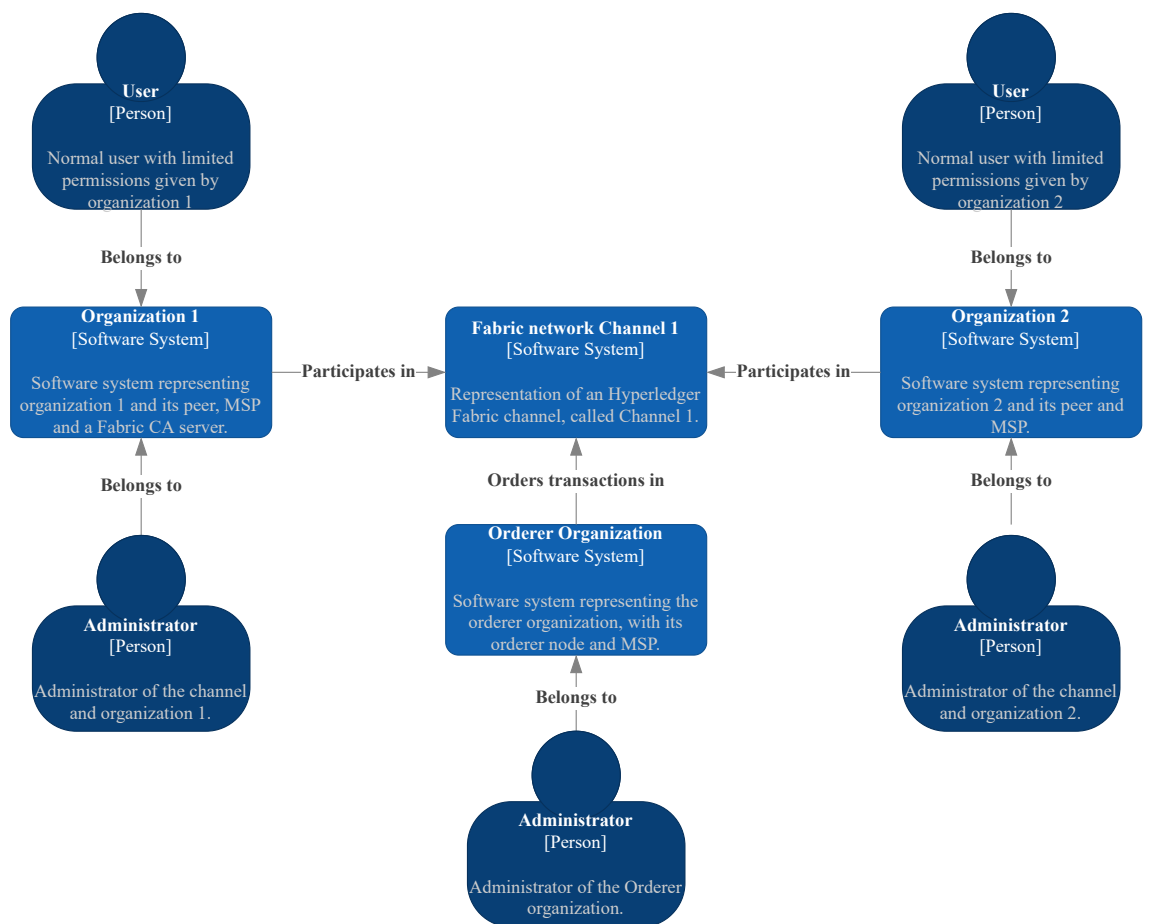 User
[Person]
Normal user with limited
permissions given by
organization 1
User
[Person]
Normal user with limited
permissions given by
organization 2
Belongs to
Belongs to
Organization 1
[Software System]
Software system representing
organization 1 and its peer, MSP
and a Fabric CA server.
Participates in
Fabric network Channel 1
[Software System]
Representation of an Hyperledger
Fabric channel, called Channel 1.
Participates in
Organization 2
[Software System]
Software system representing
organization 2 and its peer and
MSP.
Belongs to
Orders transactions in
Belongs to
Orderer Organization
[Software System]
Software system representing the
orderer organization, with its
orderer node and MSP.
Administrator
[Person]
Administrator of the channel
and organization 1.
Administrator
[Person]
Administrator of the channel
and organization 2.
Belongs to
Administrator
[Person]
Administrator of the Orderer
organization.